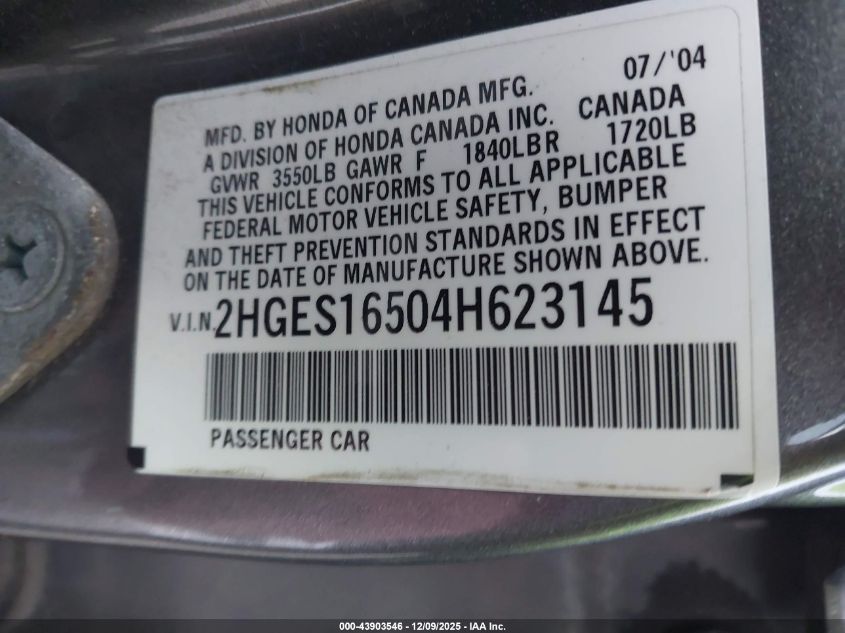 07/'04
MFD. BY HONDA OF CANADA MFG.
A DIVISION OF HONDA CANADA INC. CANADA
GVWR 3550LB GAWR F 1840LB R 1720LB
THIS VEHICLE CONFORMS TO ALL APPLICABLE
FEDERAL MOTOR VEHICLE SAFETY, BUMPER
AND THEFT PREVENTION STANDARDS IN EFFECT
ON THE DATE OF MANUFACTURE SHOWN ABOVE.
V.I.N. 2HGES16504H623145
PASSENGER CAR
000-43903546 - 12/09/2025 - IAA Inc.